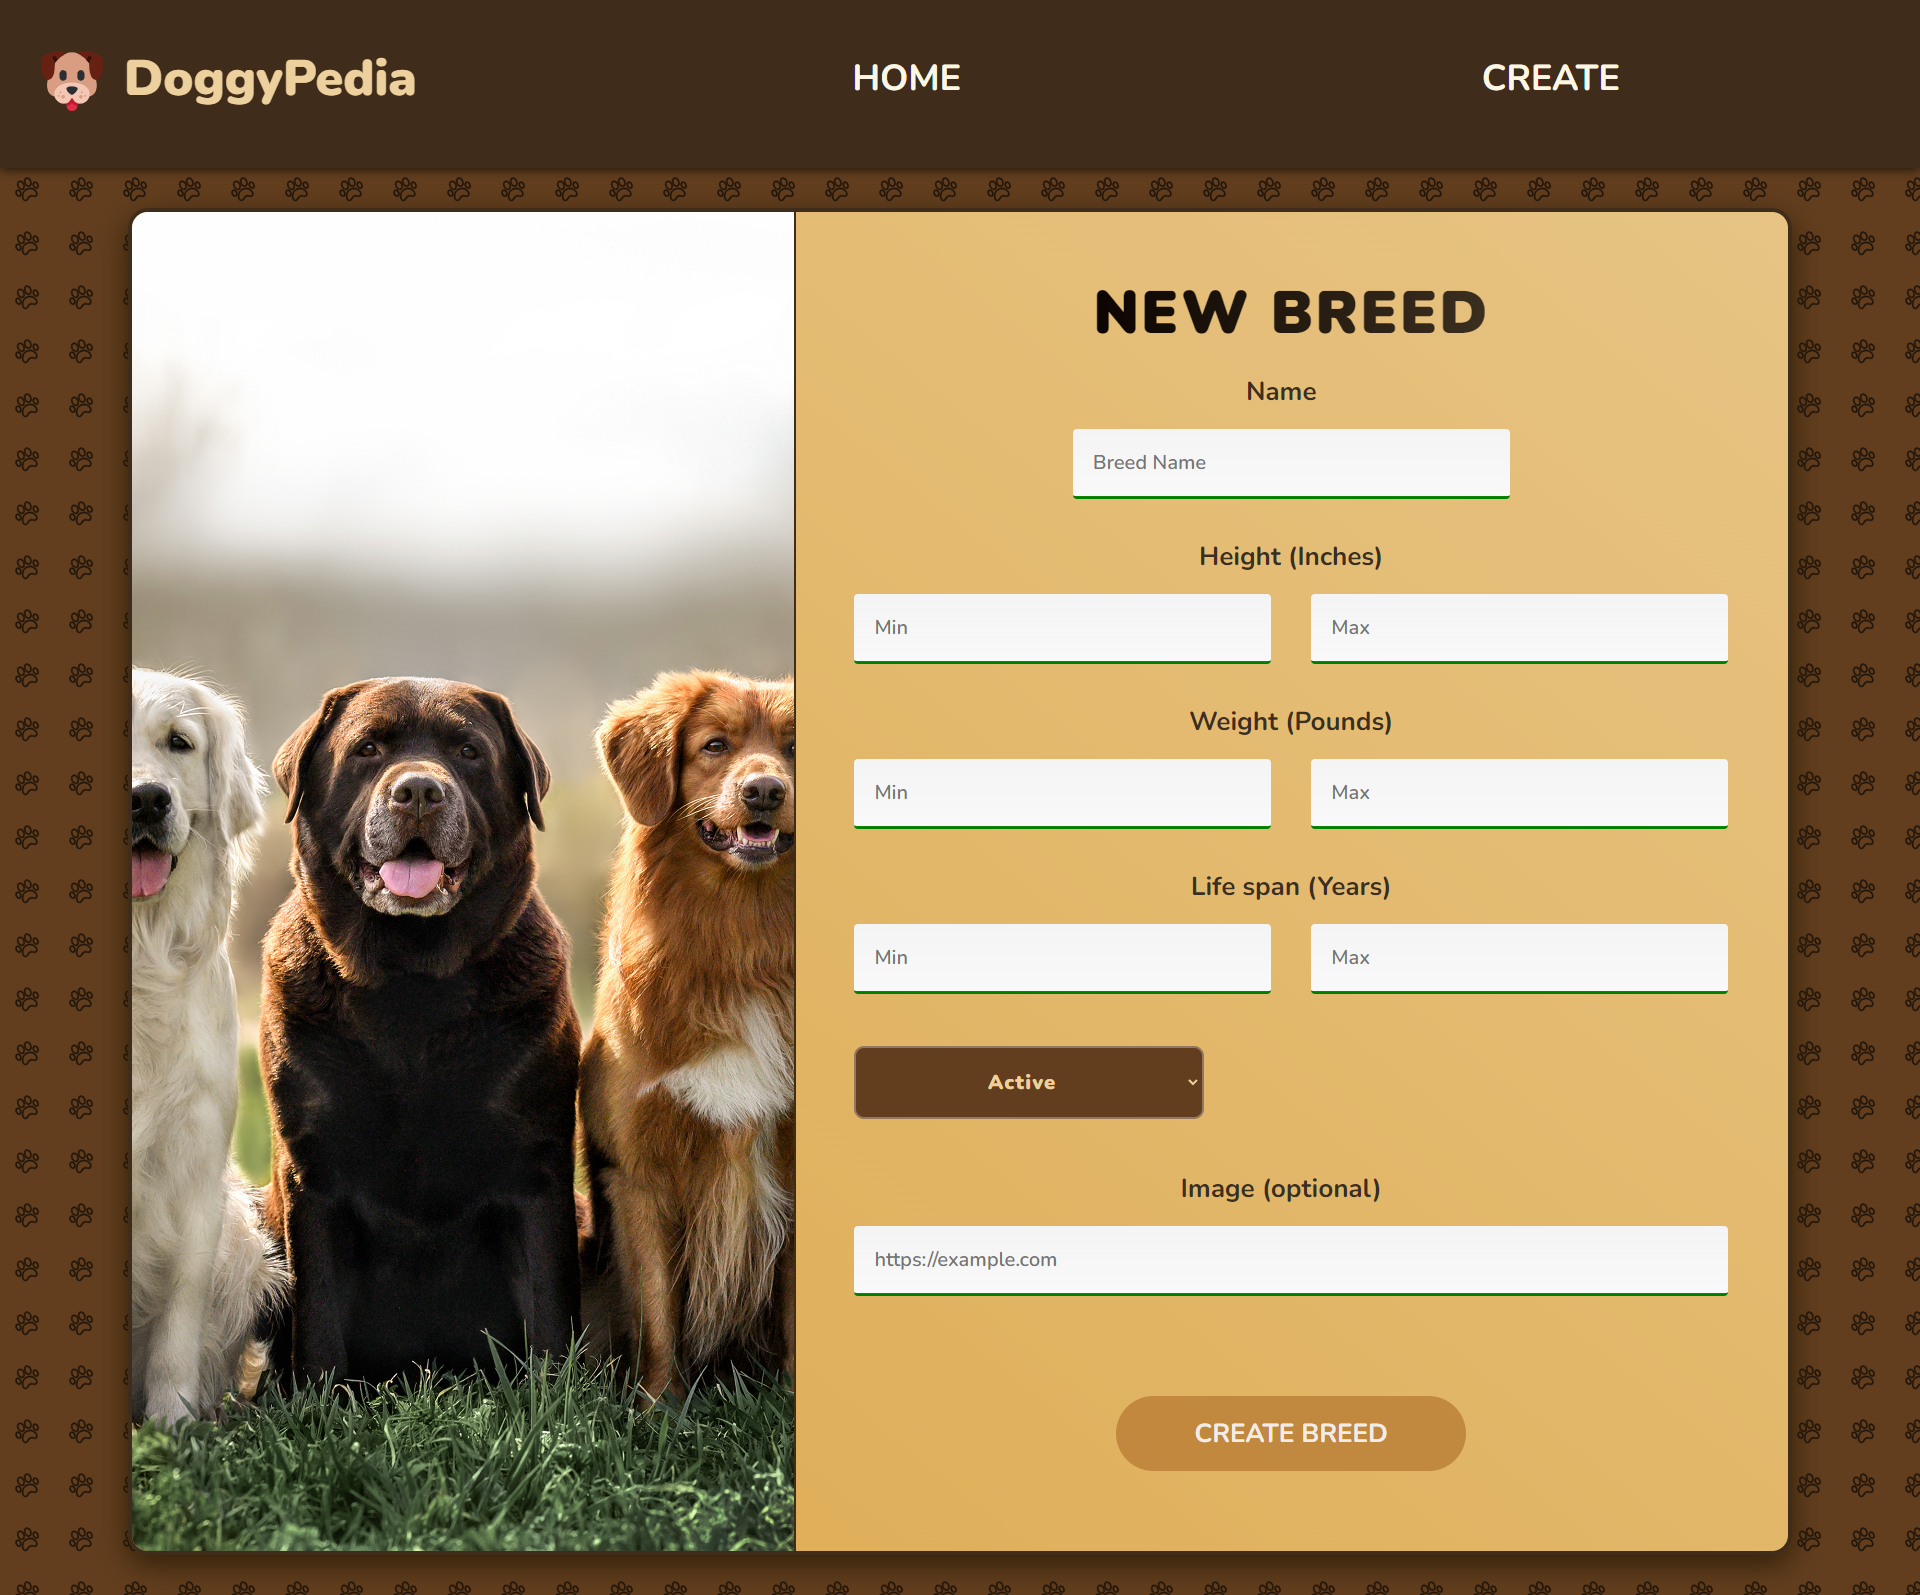 DoggyPedia
HOME
CREATE
NEW BREED
Name
Breed Name
Height (Inches)
Min
Max
Weight (Pounds)
Min
Max
Life span (Years)
Min
Max
Active
Image (optional)
https://example.com
CREATE BREED